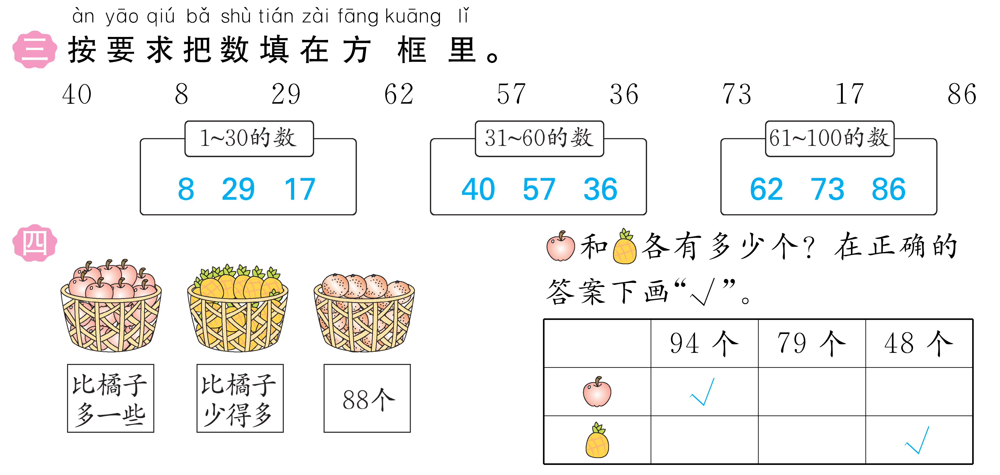 àn yāo qiú bǎ shù tián zài fāng kuāng lǐ
三 按要求把数填在方框里。
40 8 29 62 57 36 73 17 86
1~30的数 31~60的数 61~100的数
8 29 17 40 57 36 62 73 86
四
和 各有多少个？在正确的
答案下画“√”。
比橘子
多一些
比橘子
少得多
88个
94个 79个 48个
√
√